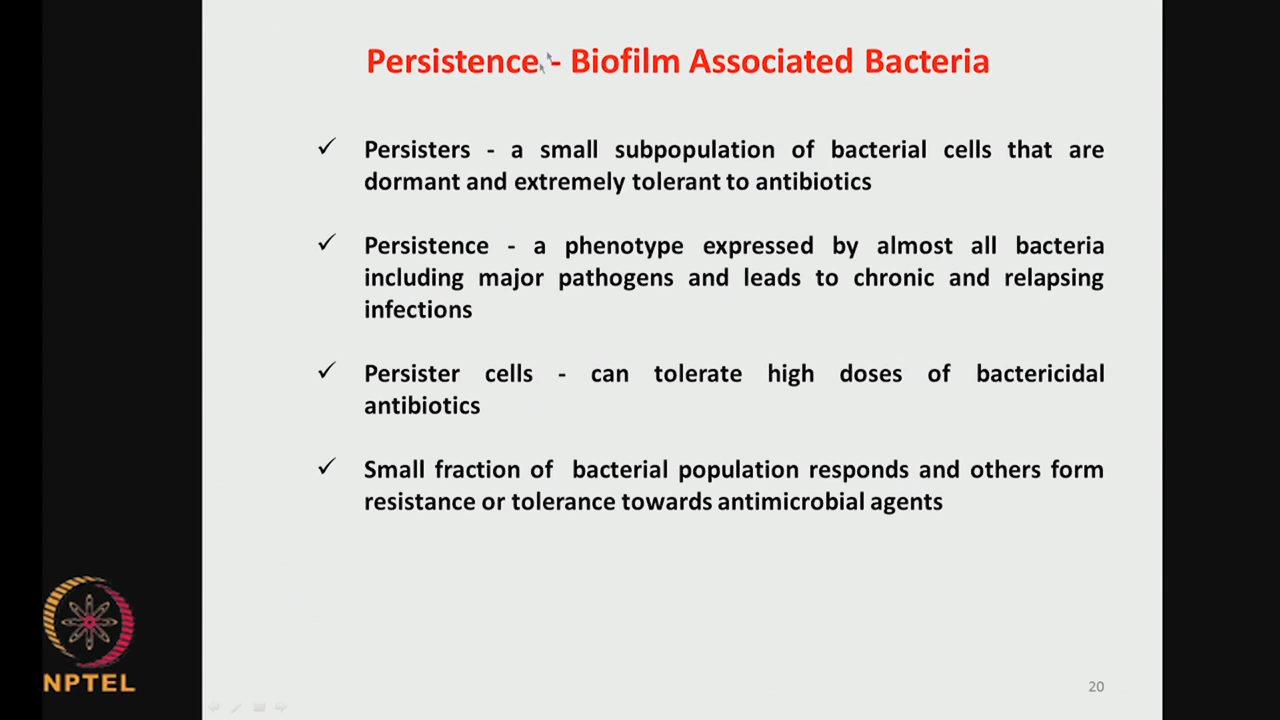 Persistence - Biofilm Associated Bacteria
✓ Persisters - a small subpopulation of bacterial cells that are
dormant and extremely tolerant to antibiotics
✓ Persistence - a phenotype expressed by almost all bacteria
including major pathogens and leads to chronic and relapsing
infections
✓ Persister cells - can tolerate high doses of bactericidal
antibiotics
✓ Small fraction of bacterial population responds and others form
resistance or tolerance towards antimicrobial agents
NPTEL
20